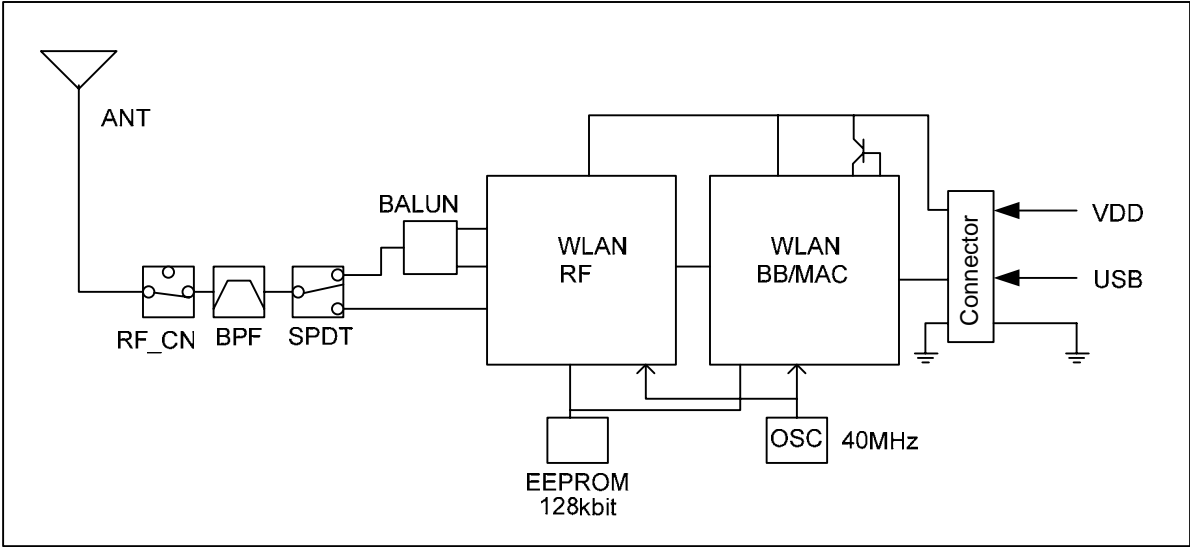 ANT
BALUN
WLAN
RF
WLAN
BB/MAC
Connector
VDD
USB
RF_CN
BPF
SPDT
OSC
40MHz
EEPROM
128kbit